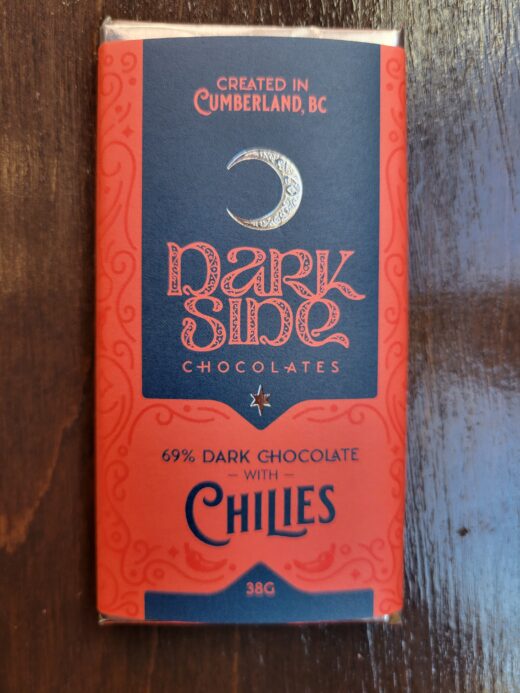 CREATED IN
CUMBERLAND, BC
DARK
SIDE
CHOCOLATES
69% DARK CHOCOLATE
– WITH –
CHILIES
38G